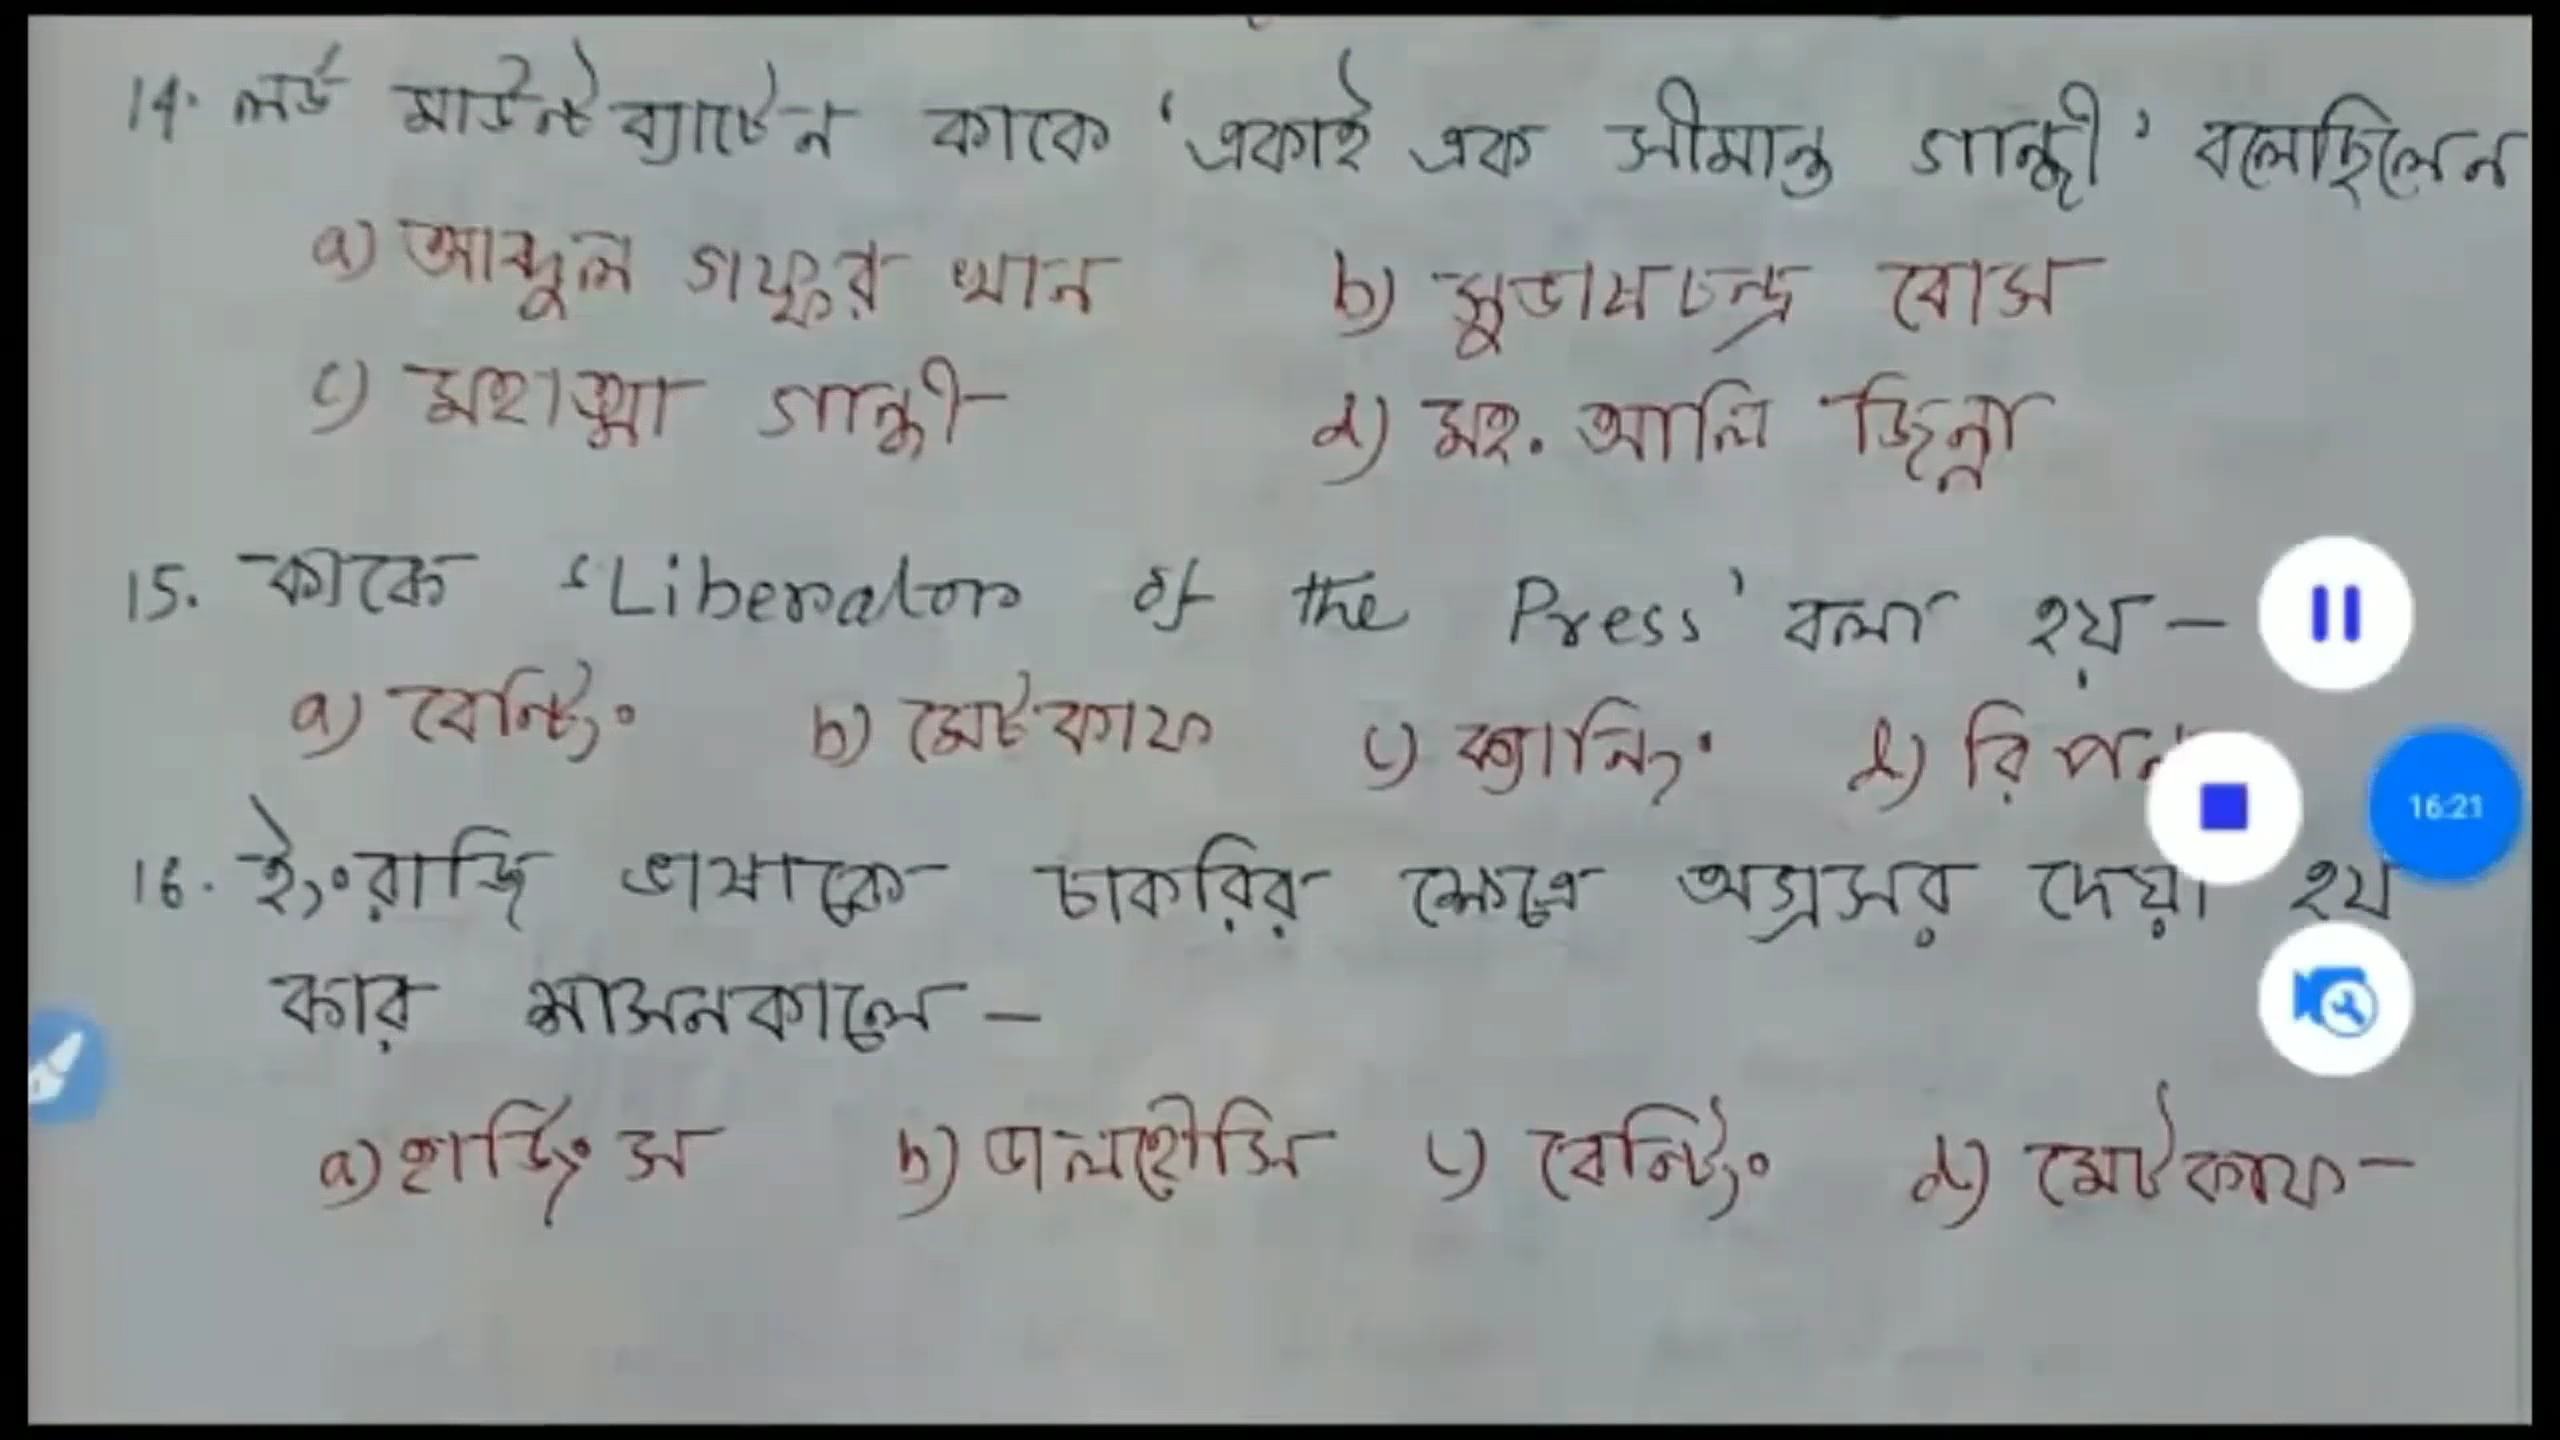 14. লর্ড মাউন্টব্যাটেন কাকে ‘একাই এক সীমান্ত গান্ধী’ বলেছিলেন
a) আব্দুল গফ্ফর খান b) সুভাষচন্দ্র বোস
c) মহাত্মা গান্ধী d) মহ. আলি জিন্না
15. কাকে ‘Liberator of the Press’ বলা হয় –
a) বেন্টিং b) মেটকাফ c) ক্যানিং d) রিপন
16. ইংরাজি ভাষাকে চাকরির ক্ষেত্রে অগ্রসর দেয়া হয়
16:21
কার শাসনকালে –
a) হার্ডিংস b) ডালহৌসি c) বেন্টিং d) মেটকাফ –